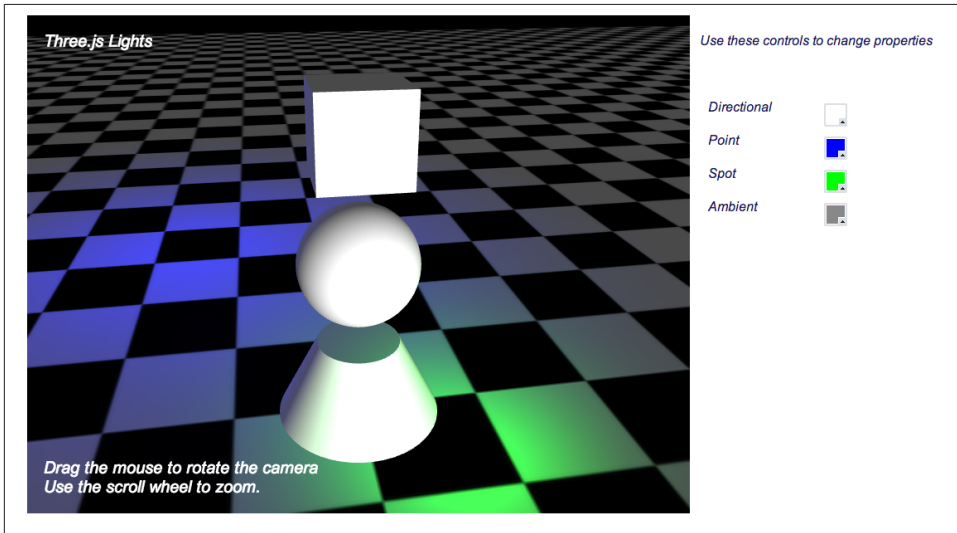 Three.js Lights
Use these controls to change properties
Directional
Point
Spot
Ambient
Drag the mouse to rotate the camera
Use the scroll wheel to zoom.